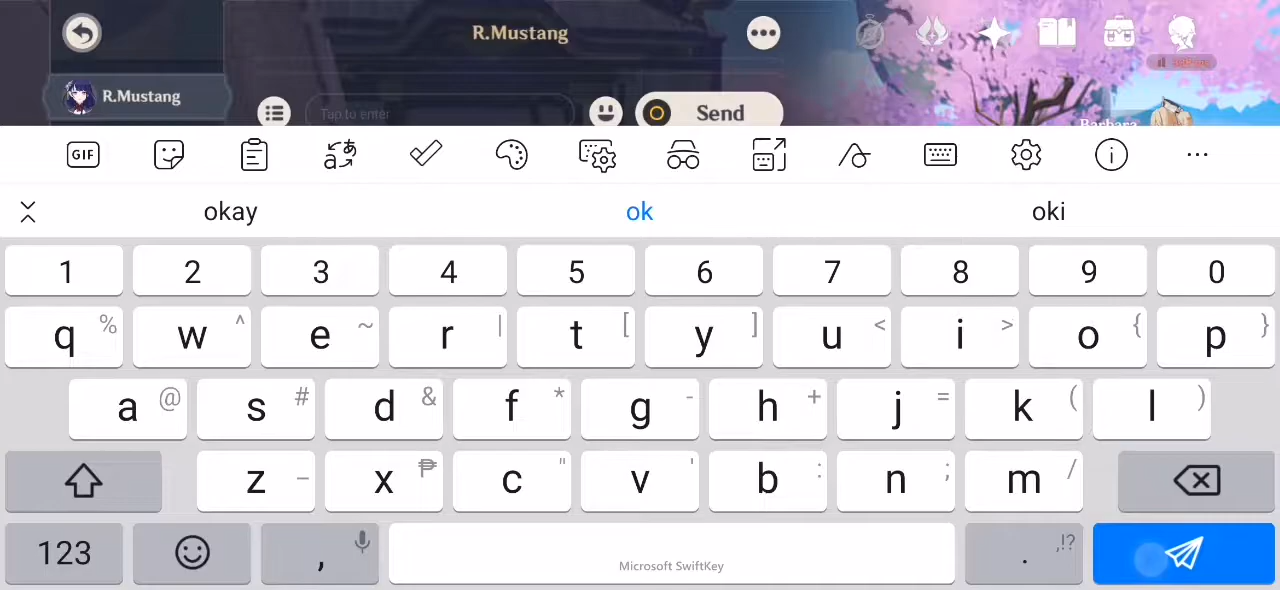 R.Mustang
R.Mustang
Tap to enter
Send
Barbara
GIF
okay ok oki
1 2 3 4 5 6 7 8 9 0
q % w ^ e ~ r | t [ y ] u < i > o { p }
a @ s # d & f * g - h + j = k ( l )
z _ x ₱ c " v ' b : n ; m /
123 , Microsoft SwiftKey . ,!?